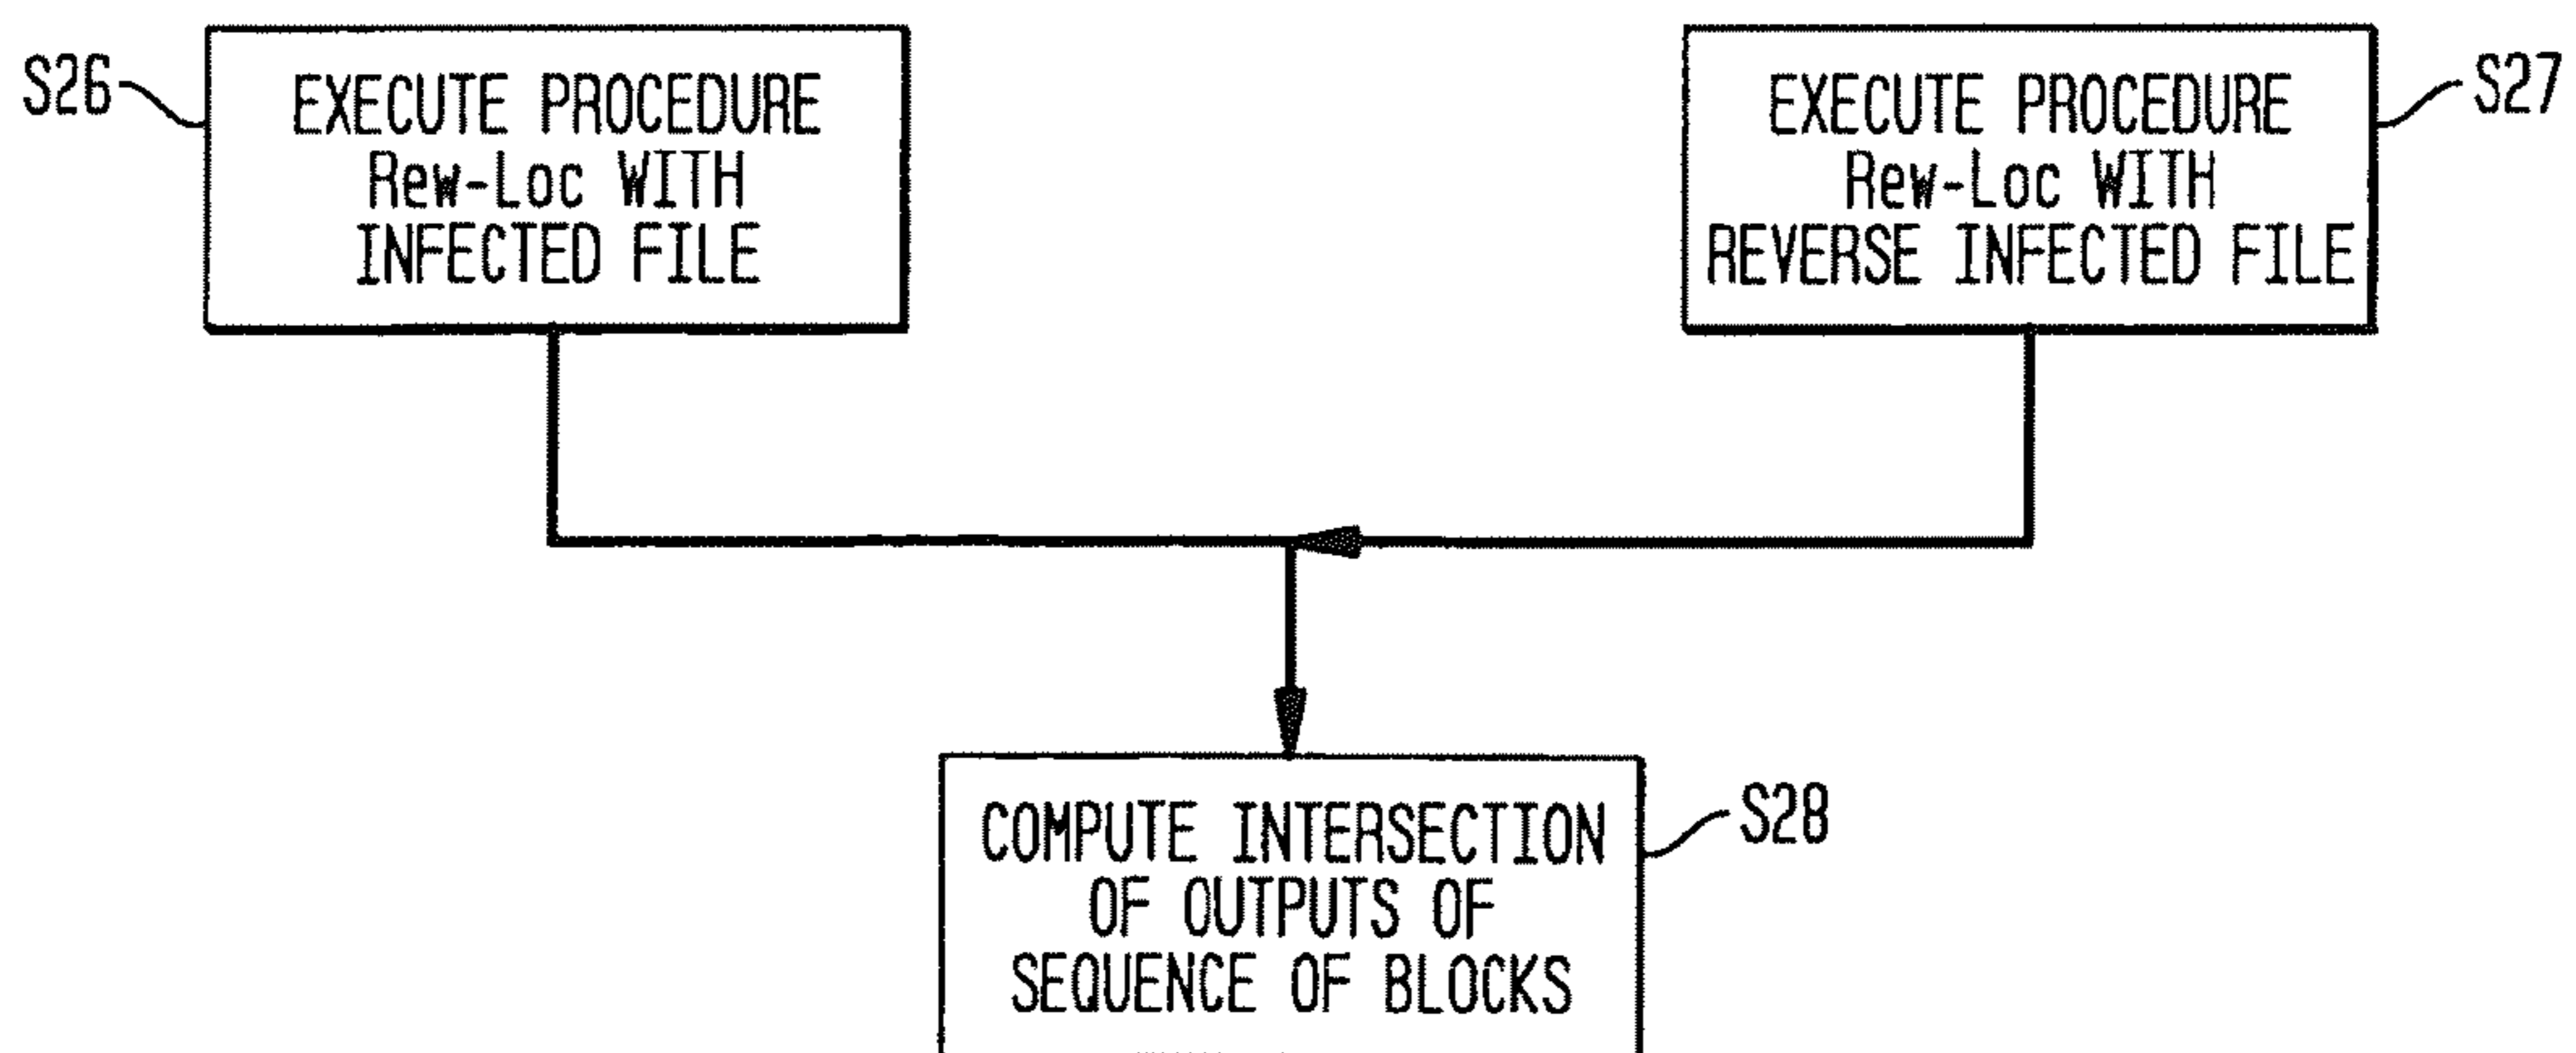 S26
EXECUTE PROCEDURE
Rew-Loc WITH
INFECTED FILE
EXECUTE PROCEDURE
Rew-Loc WITH
REVERSE INFECTED FILE
S27
COMPUTE INTERSECTION
OF OUTPUTS OF
SEQUENCE OF BLOCKS
S28